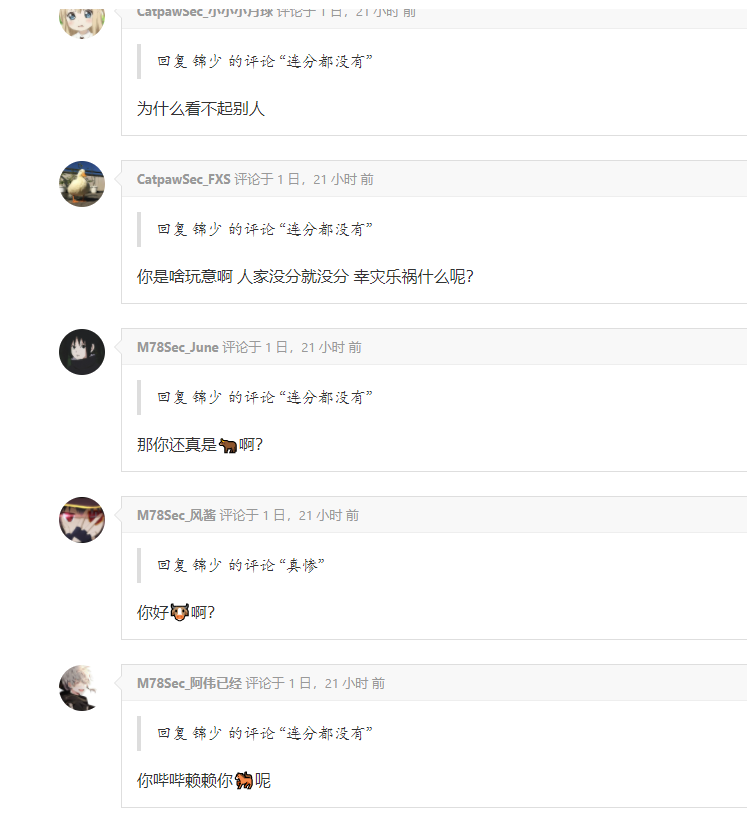 CatpawSec_小小小月球 评论于 1 日，21 小时 前
回复 锦少 的评论 “连分都没有”
为什么看不起别人
CatpawSec_FXS 评论于 1 日，21 小时 前
回复 锦少 的评论 “连分都没有”
你是啥玩意啊 人家没分就没分 幸灾乐祸什么呢？
M78Sec_June 评论于 1 日，21 小时 前
回复 锦少 的评论 “连分都没有”
那你还真是🐂啊？
M78Sec_风酱 评论于 1 日，21 小时 前
回复 锦少 的评论 “真惨”
你好🐮啊？
M78Sec_阿伟已经 评论于 1 日，21 小时 前
回复 锦少 的评论 “连分都没有”
你哔哔赖赖你🐎呢